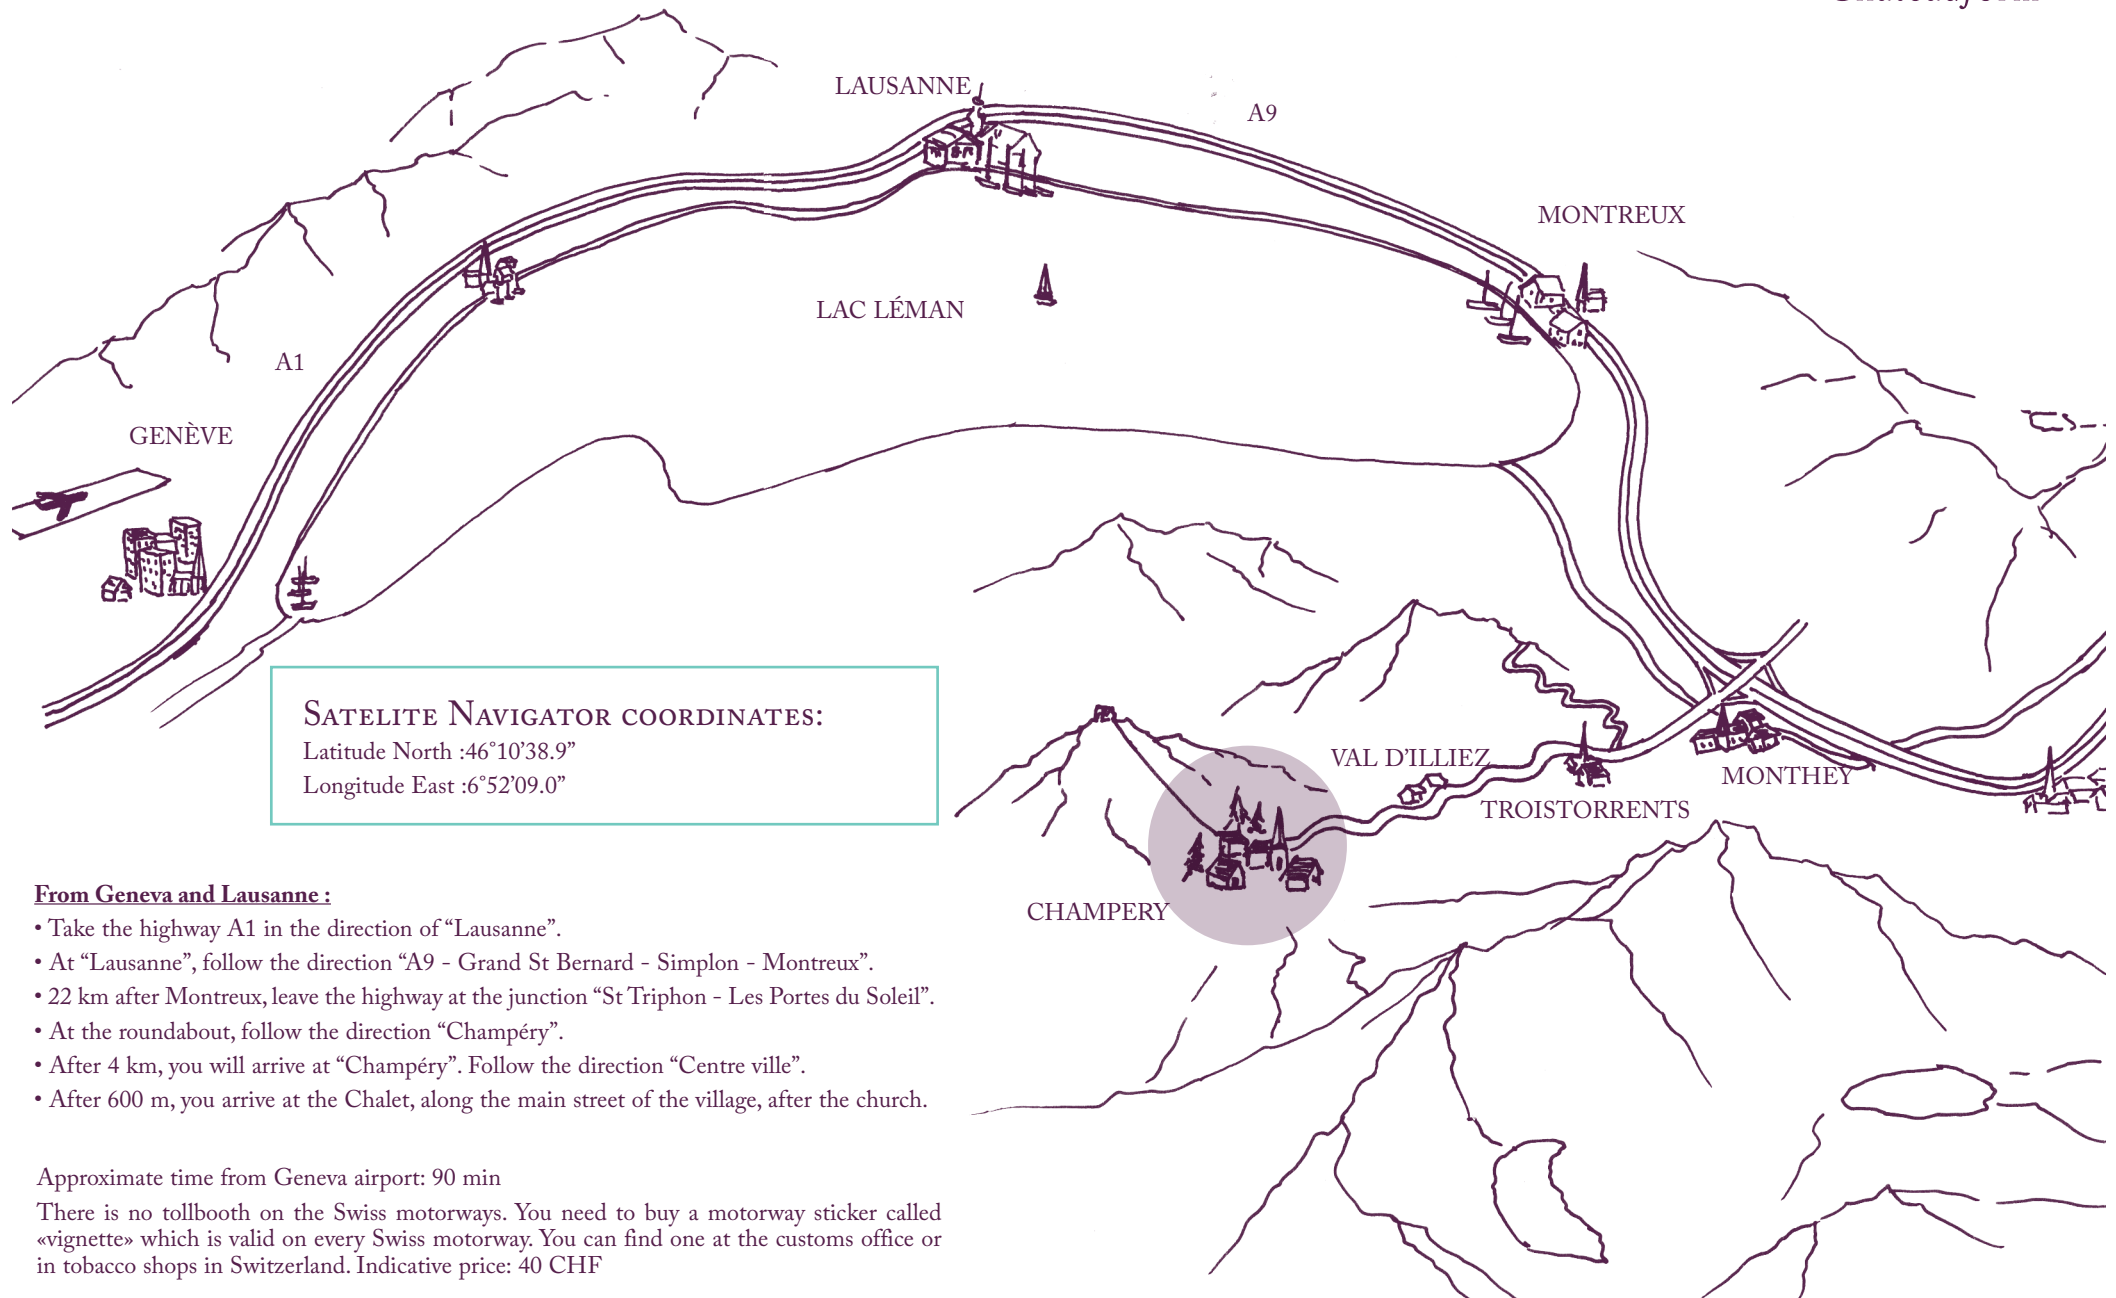 LAUSANNE
A9
MONTREUX
LAC LÉMAN
A1
GENÈVE
SATELITE NAVIGATOR COORDINATES:
Latitude North :46°10’38.9”
Longitude East :6°52’09.0”
VAL D’ILLIEZ
MONTHEY
TROISTORRENTS
CHAMPERY
From Geneva and Lausanne :
• Take the highway A1 in the direction of “Lausanne”.
• At “Lausanne”, follow the direction “A9 - Grand St Bernard - Simplon - Montreux”.
• 22 km after Montreux, leave the highway at the junction “St Triphon - Les Portes du Soleil”.
• At the roundabout, follow the direction “Champéry”.
• After 4 km, you will arrive at “Champéry”. Follow the direction “Centre ville”.
• After 600 m, you arrive at the Chalet, along the main street of the village, after the church.
Approximate time from Geneva airport: 90 min
There is no tollbooth on the Swiss motorways. You need to buy a motorway sticker called
«vignette» which is valid on every Swiss motorway. You can find one at the customs office or
in tobacco shops in Switzerland. Indicative price: 40 CHF